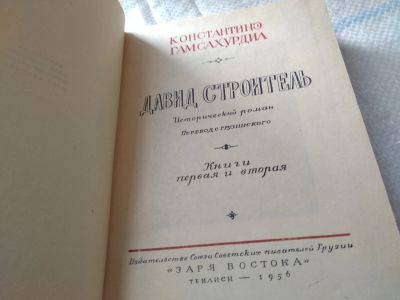 КОНСТАНТИНЭ
ГАМСАХУРДИА
ДАВИД СТРОИТЕЛЬ
Исторический роман
Перевод с грузинского
Книги
первая и вторая
Издательство Союза Советских писателей Грузии
"ЗАРЯ ВОСТОКА"
ТБИЛИСИ — 1956